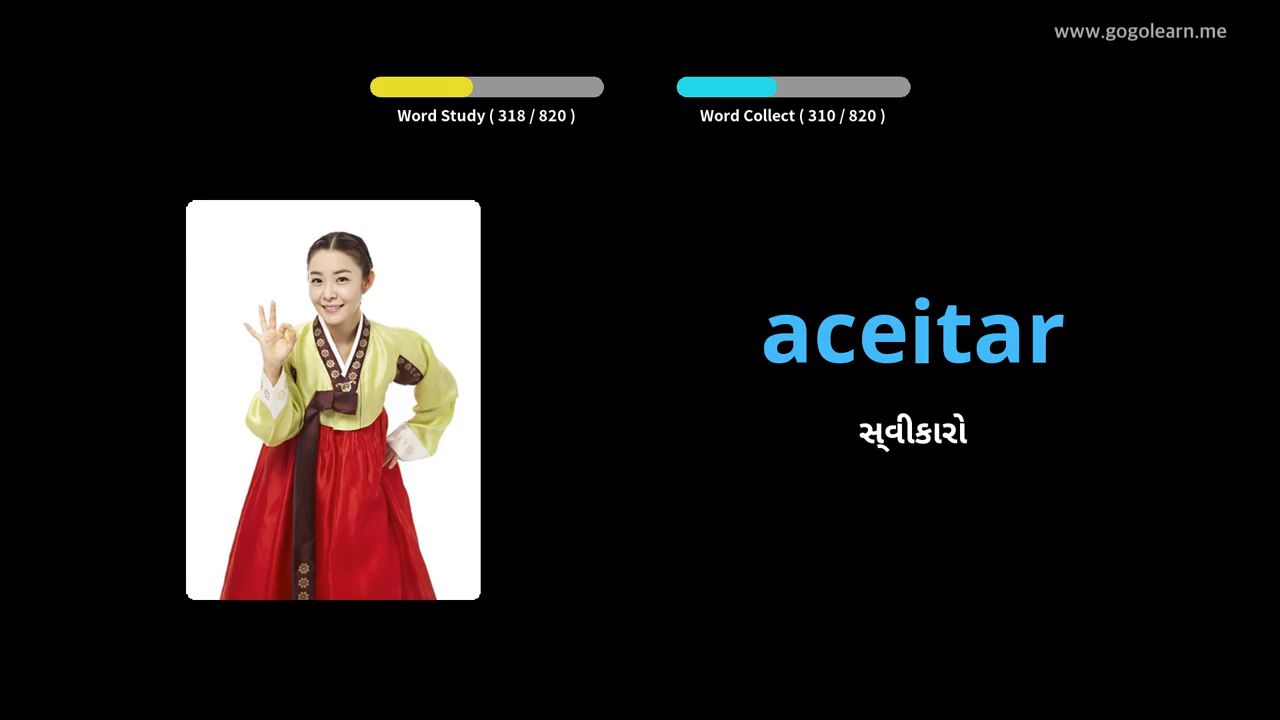 www.gogolearn.me
Word Study ( 318 / 820 )
Word Collect ( 310 / 820 )
aceitar
સ્વીકારો